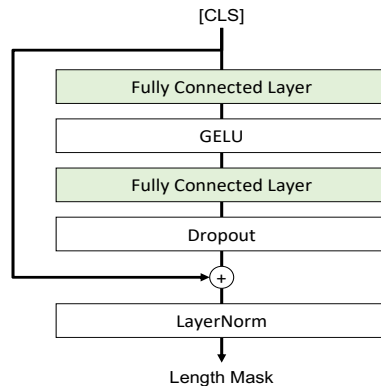 [CLS]
Fully Connected Layer
GELU
Fully Connected Layer
Dropout
+
LayerNorm
Length Mask